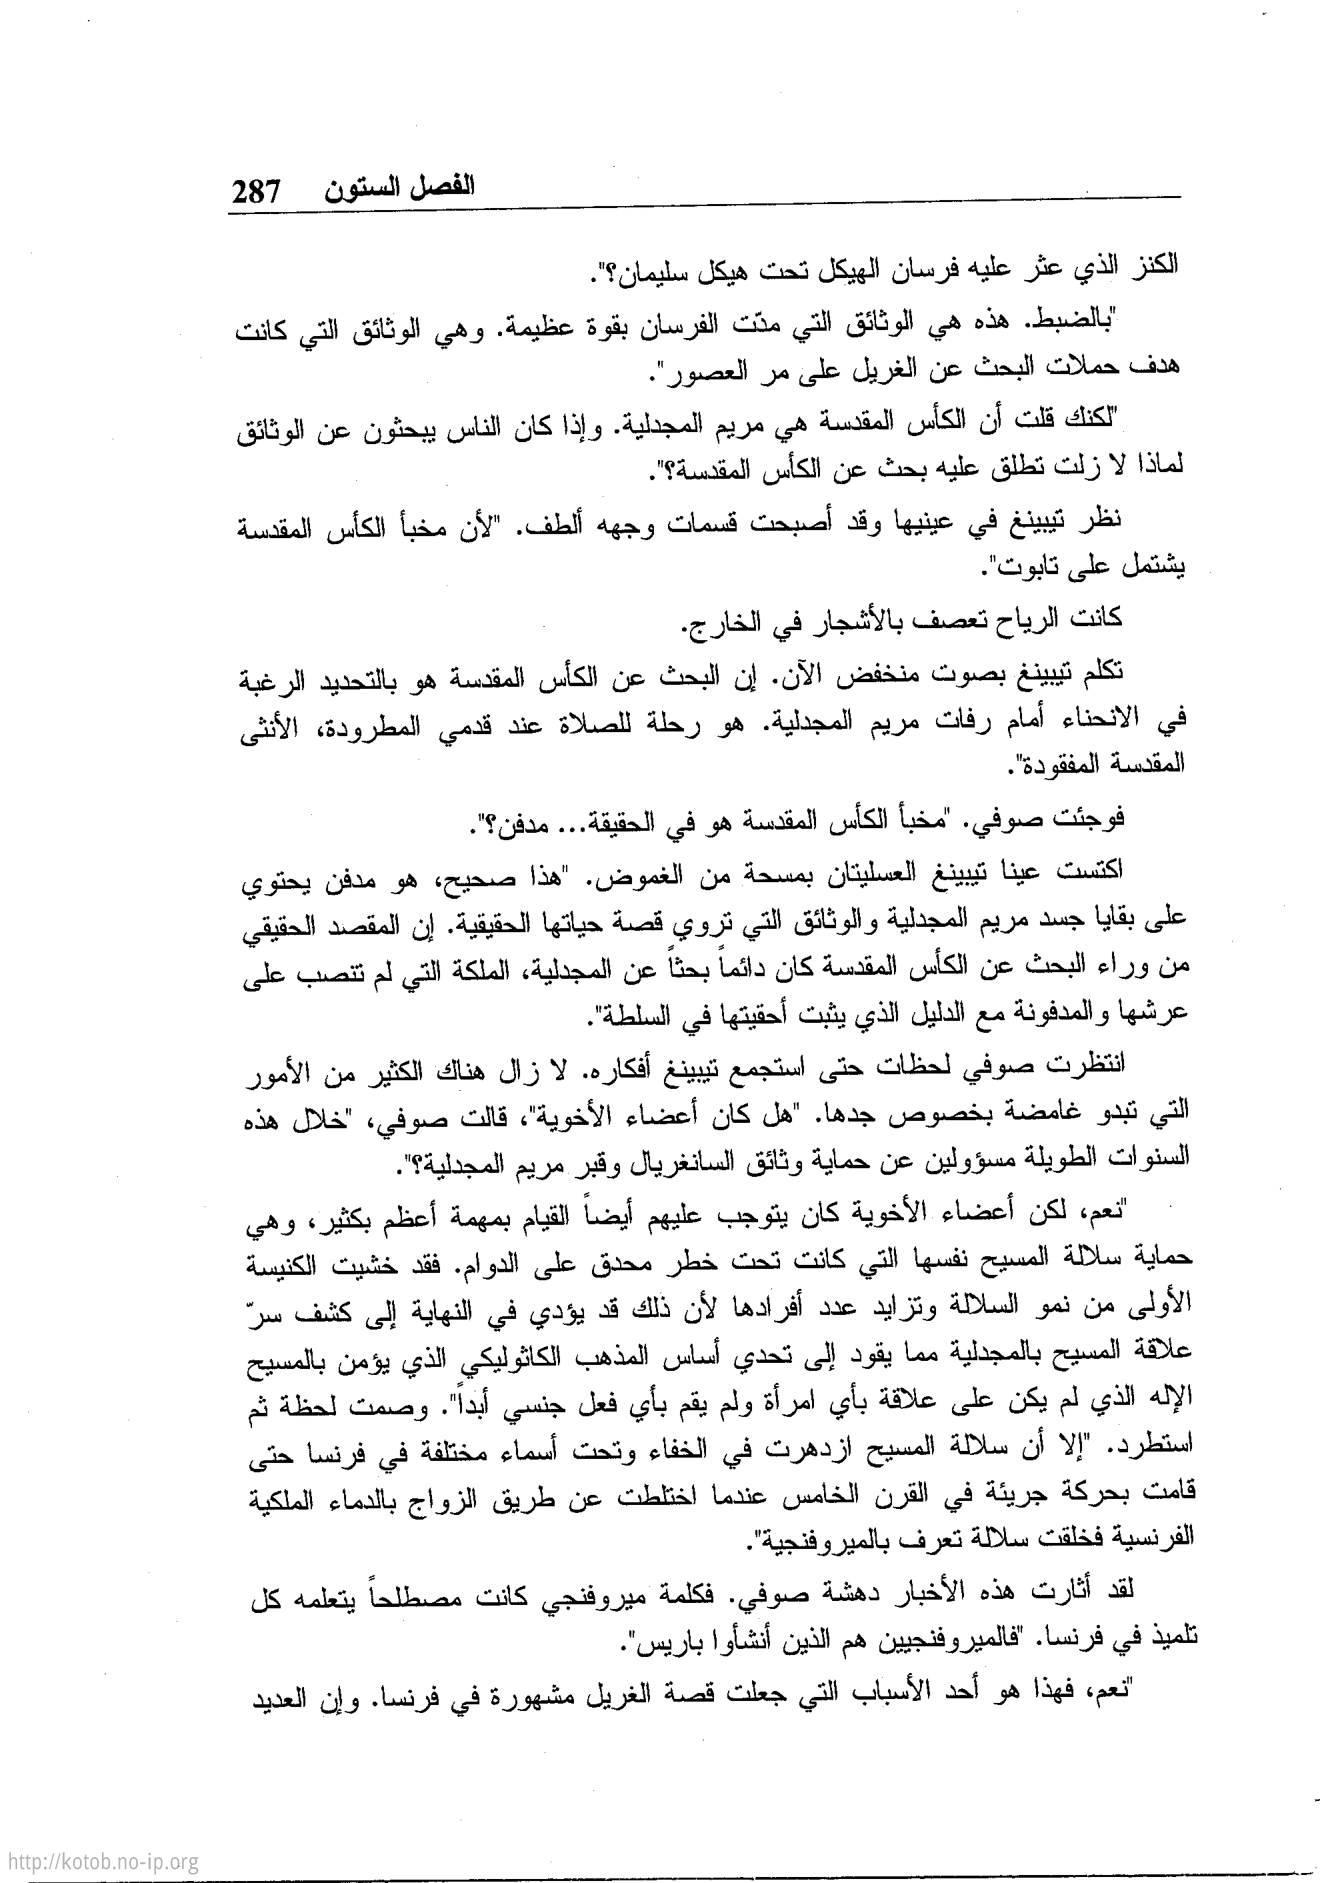 الفصل الستون 287
الكنز الذي عثر عليه فرسان الهيكل تحت هيكل سليمان؟".
"بالضبط. هذه هي الوثائق التي مدّت الفرسان بقوة عظيمة. وهي الوثائق التي كانت
هدف حملات البحث عن الغريل على مر العصور".
"لكنك قلت أن الكأس المقدسة هي مريم المجدلية. وإذا كان الناس يبحثون عن الوثائق
لماذا لا زلت تطلق عليه بحث عن الكأس المقدسة؟".
نظر تيبينغ في عينيها وقد أصبحت قسمات وجهه ألطف. "لأن مخبأ الكأس المقدسة
يشتمل على تابوت".
كانت الرياح تعصف بالأشجار في الخارج.
تكلم تيبينغ بصوت منخفض الآن. إن البحث عن الكأس المقدسة هو بالتحديد الرغبة
في الانحناء أمام رفات مريم المجدلية. هو رحلة للصلاة عند قدمي المطرودة، الأنثى
المقدسة المفقودة".
فوجئت صوفي. "مخبأ الكأس المقدسة هو في الحقيقة... مدفن؟".
اكتست عينا تيبينغ العسليتان بمسحة من الغموض. "هذا صحيح، هو مدفن يحتوي
على بقايا جسد مريم المجدلية والوثائق التي تروي قصة حياتها الحقيقية. إن المقصد الحقيقي
من وراء البحث عن الكأس المقدسة كان دائماً بحثاً عن المجدلية، الملكة التي لم تتصب على
عرشها والمدفونة مع الدليل الذي يثبت أحقيتها في السلطة".
انتظرت صوفي لحظات حتى استجمع تيبينغ أفكاره. لا زال هناك الكثير من الأمور
التي تبدو غامضة بخصوص جدها. "هل كان أعضاء الأخوية"، قالت صوفي، "خلال هذه
السنوات الطويلة مسؤولين عن حماية وثائق السانغريال وقبر مريم المجدلية؟".
"نعم، لكن أعضاء الأخوية كان يتوجب عليهم أيضاً القيام بمهمة أعظم بكثير، وهي
حماية سلالة المسيح نفسها التي كانت تحت خطر محدق على الدوام. فقد خشيت الكنيسة
الأولى من نمو السلالة وتزايد عدد أفرادها لأن ذلك قد يؤدي في النهاية إلى كشف سرّ
علاقة المسيح بالمجدلية مما يقود إلى تحدي أساس المذهب الكاثوليكي الذي يؤمن بالمسيح
الإله الذي لم يكن على علاقة بأي امرأة ولم يقم بأي فعل جنسي أبداً". وصمت لحظة ثم
استطرد. "إلا أن سلالة المسيح ازدهرت في الخفاء وتحت أسماء مختلفة في فرنسا حتى
قامت بحركة جريئة في القرن الخامس عندما اختلطت عن طريق الزواج بالدماء الملكية
الفرنسية فخلقت سلالة تعرف بالميروفنجية".
لقد أثارت هذه الأخبار دهشة صوفي. فكلمة ميروفنجي كانت مصطلحاً يتعلمه كل
تلميذ في فرنسا. "فالميروفنجيين هم الذين أنشأوا باريس".
"نعم، فهذا هو أحد الأسباب التي جعلت قصة الغريل مشهورة في فرنسا. وإن العديد
http://kotob.no-ip.org